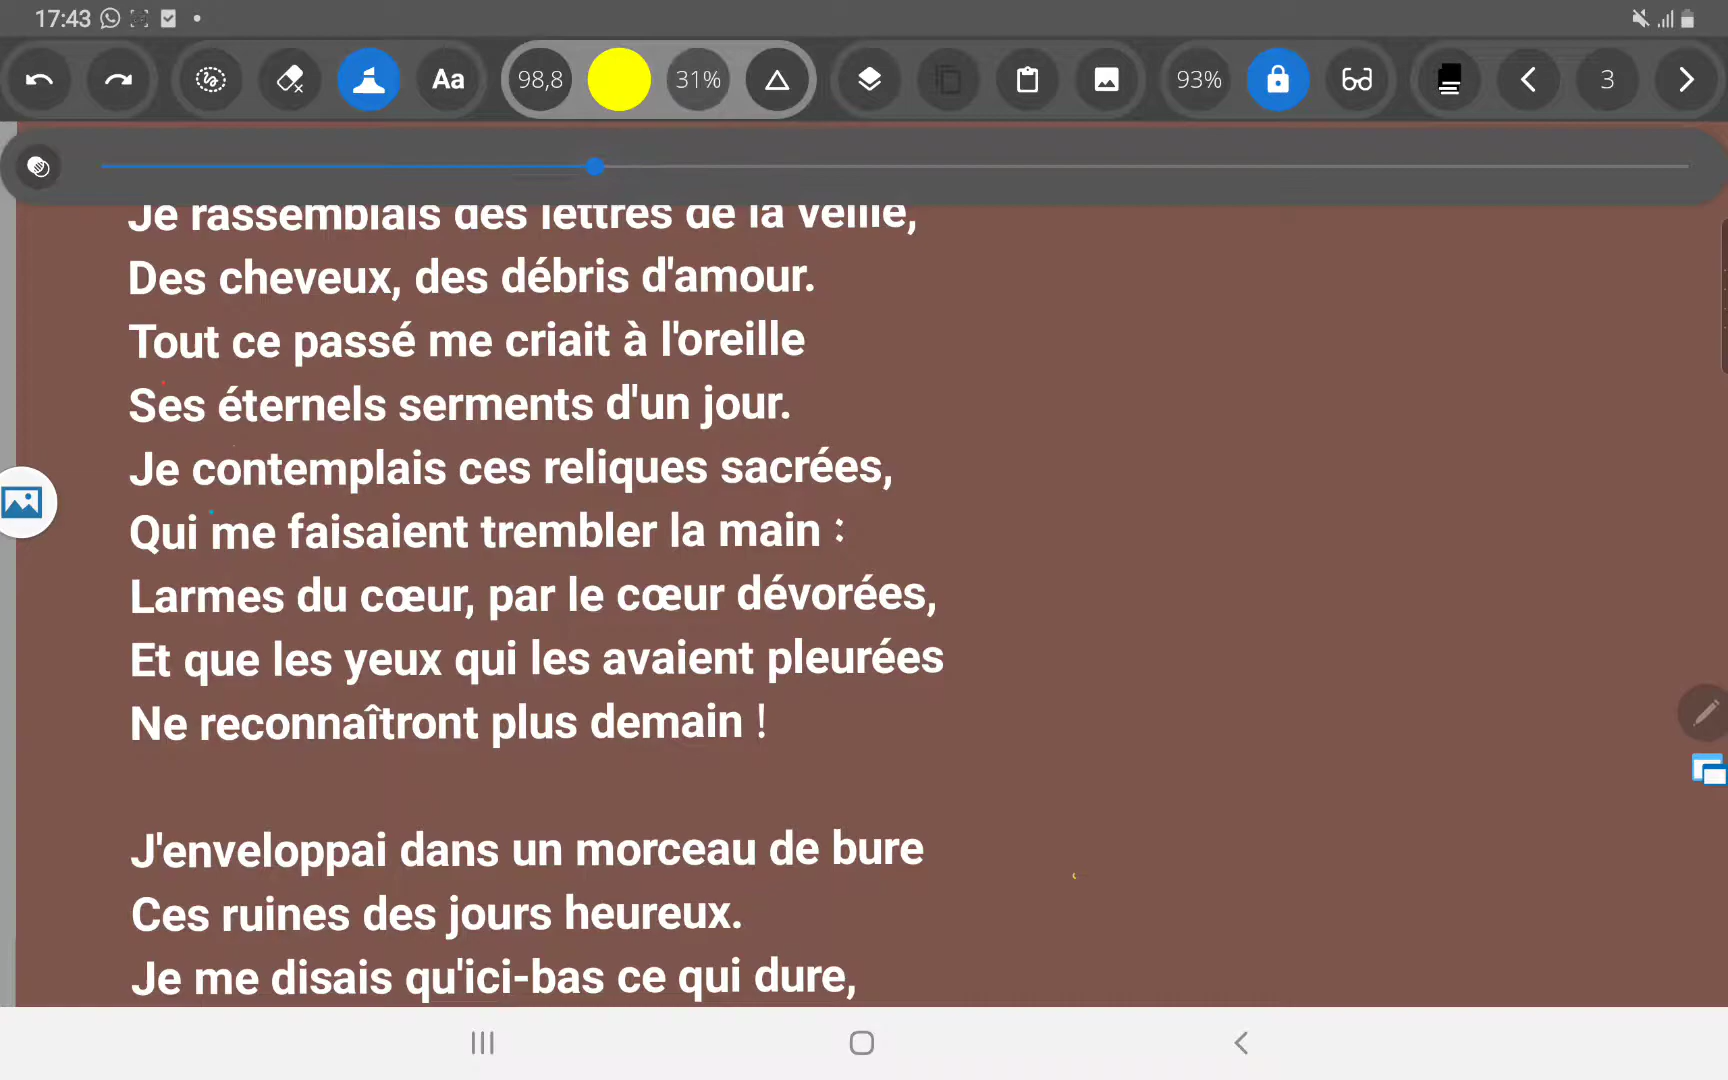 17:43
Aa 98,8 31% 93% 3
Je rassemblais des lettres de la veille,
Des cheveux, des débris d'amour.
Tout ce passé me criait à l'oreille
Ses éternels serments d'un jour.
Je contemplais ces reliques sacrées,
Qui me faisaient trembler la main :
Larmes du cœur, par le cœur dévorées,
Et que les yeux qui les avaient pleurées
Ne reconnaîtront plus demain !
J'enveloppai dans un morceau de bure
Ces ruines des jours heureux.
Je me disais qu'ici-bas ce qui dure,